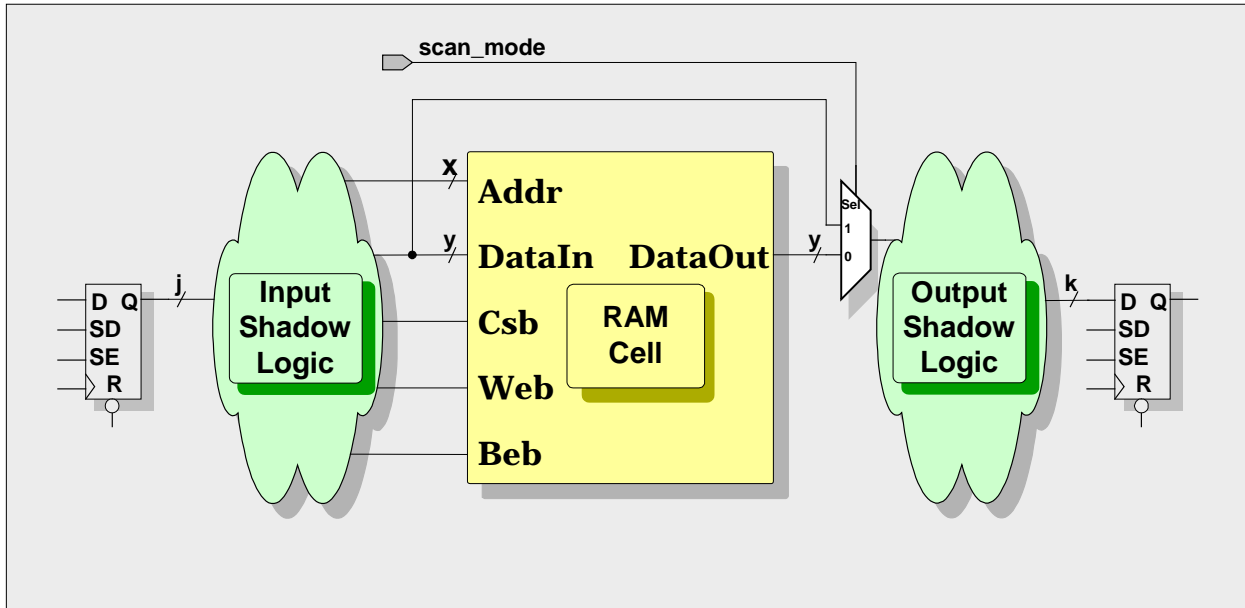 scan_mode
x
Addr
y
DataIn
DataOut
y
Sel
1
0
j
Input
Shadow
Logic
D Q
SD
SE
R
Csb
RAM
Cell
Web
Beb
Output
Shadow
Logic
k
D Q
SD
SE
R